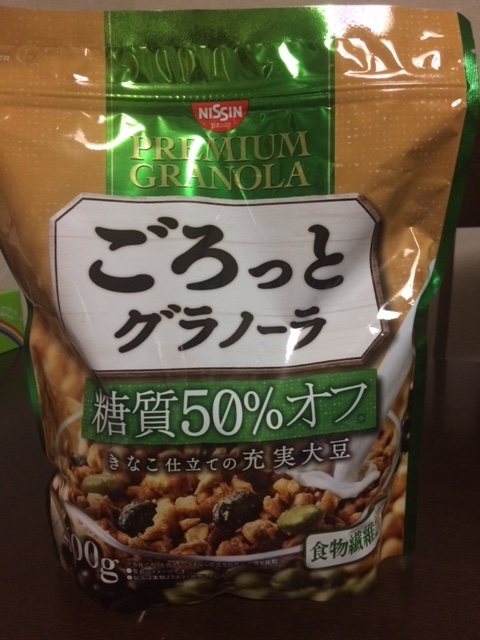 NISSIN
PREMIUM
GRANOLA
ごろっと
グラノーラ
糖質50%オフ。
きなこ仕立ての充実大豆
食物繊維
00g